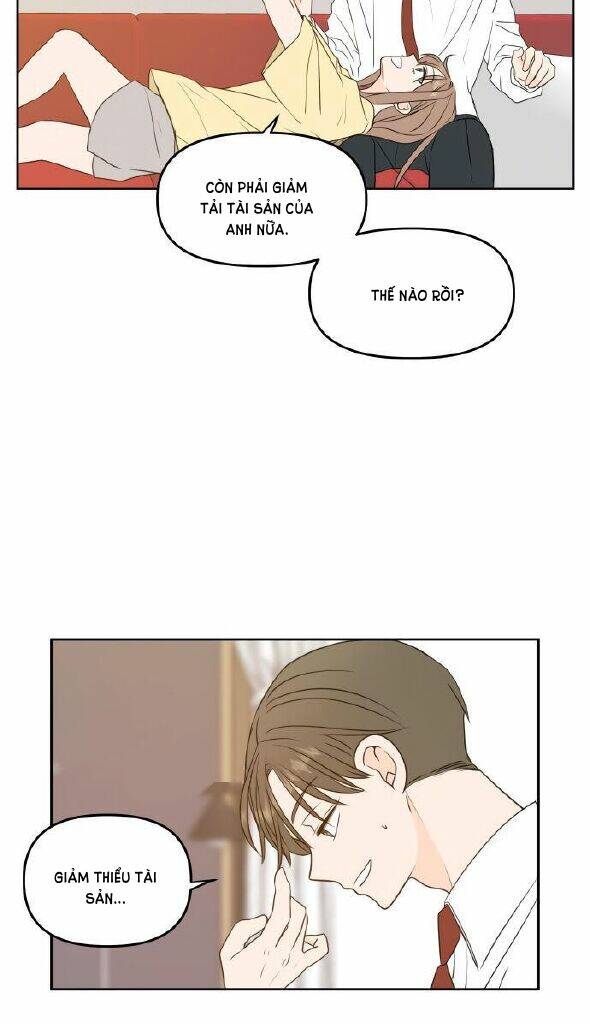 CÒN PHẢI GIẢM
TẢI TÀI SẢN CỦA
ANH NỮA.
THẾ NÀO RỒI?
GIẢM THIỂU TÀI
SẢN...